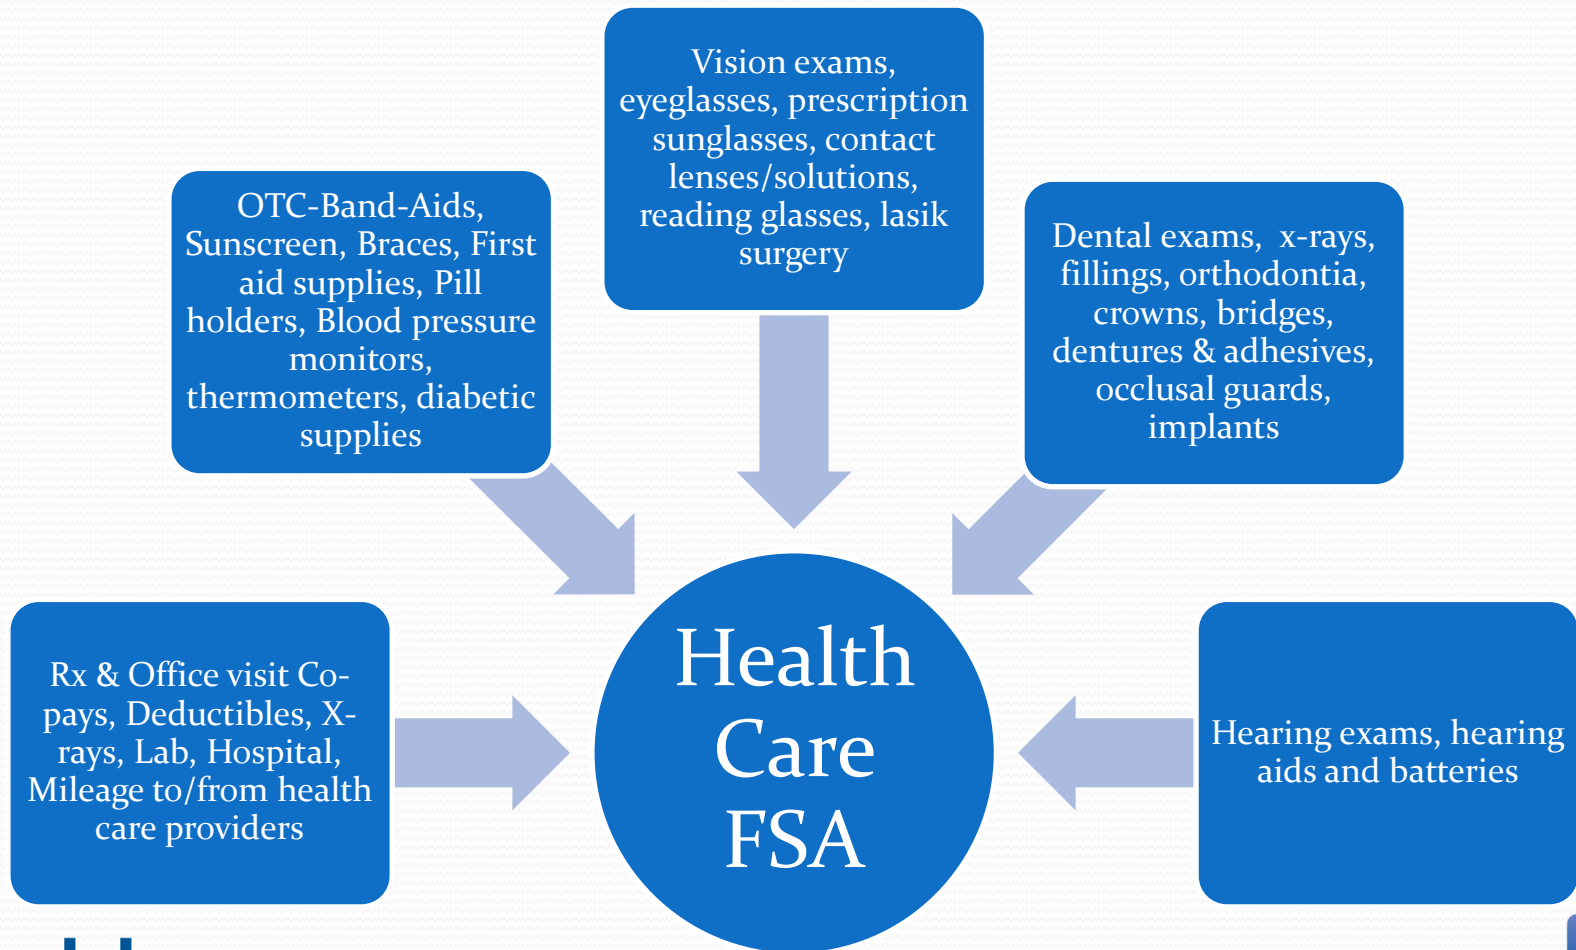 Vision exams,
eyeglasses, prescription
sunglasses, contact
lenses/solutions,
reading glasses, lasik
surgery
OTC-Band-Aids,
Sunscreen, Braces, First
aid supplies, Pill
holders, Blood pressure
monitors,
thermometers, diabetic
supplies
Dental exams,  x-rays,
fillings, orthodontia,
crowns, bridges,
dentures & adhesives,
occlusal guards,
implants
Rx & Office visit Co-
pays, Deductibles, X-
rays, Lab, Hospital,
Mileage to/from health
care providers
Health
Care
FSA
Hearing exams, hearing
aids and batteries